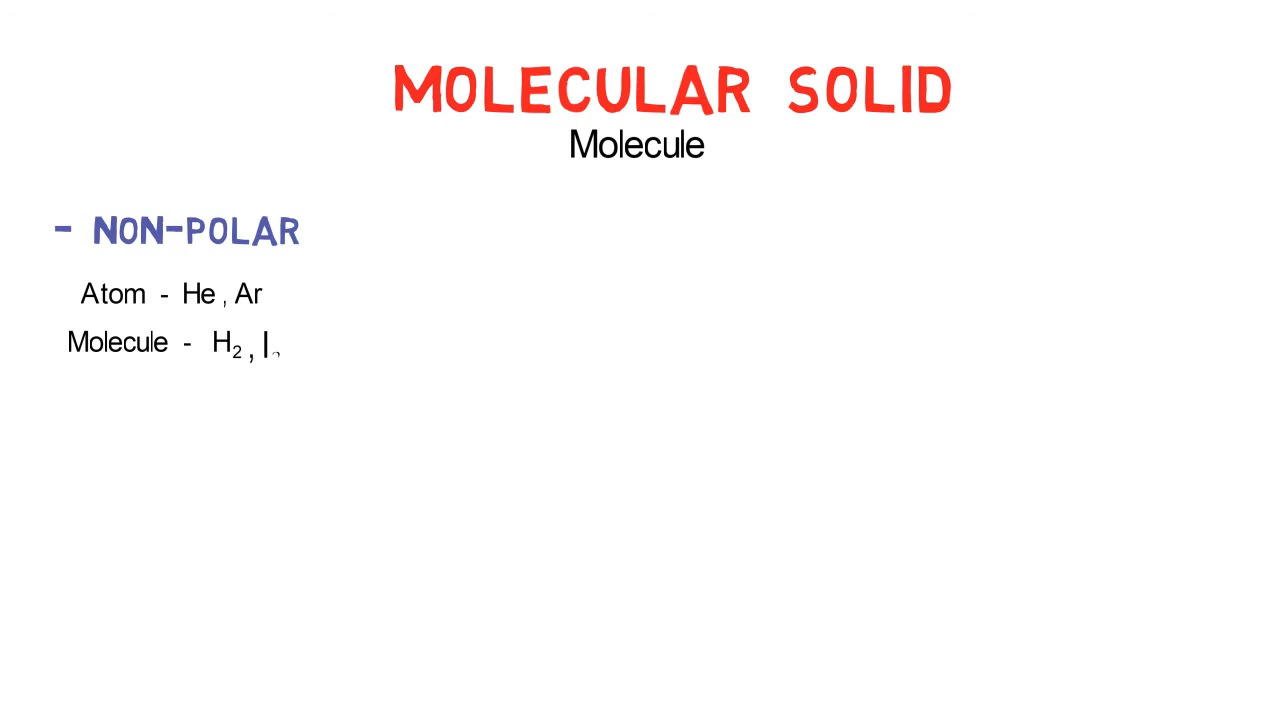 MOLECULAR SOLID
Molecule
- NON-POLAR
Atom - He , Ar
Molecule - H₂ , I